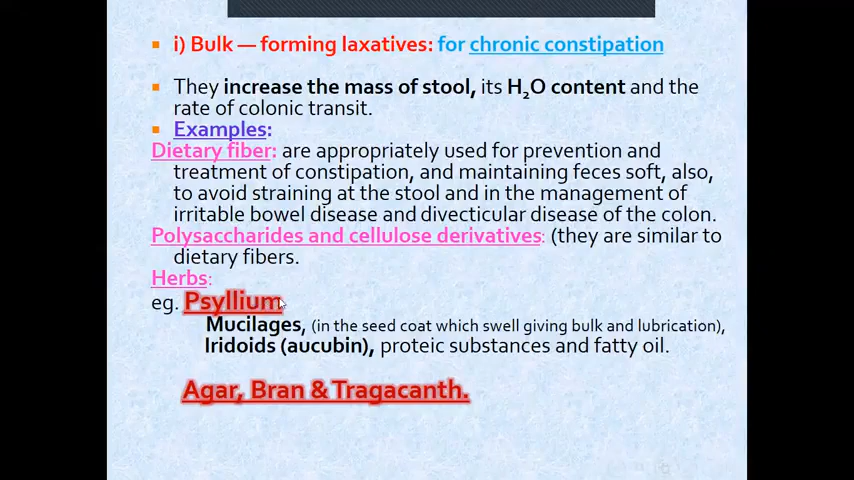 i) Bulk — forming laxatives: for chronic constipation
They increase the mass of stool, its H₂O content and the
rate of colonic transit.
Examples:
Dietary fiber: are appropriately used for prevention and
treatment of constipation, and maintaining feces soft, also,
to avoid straining at the stool and in the management of
irritable bowel disease and divecticular disease of the colon.
Polysaccharides and cellulose derivatives: (they are similar to
dietary fibers.
Herbs:
eg. Psyllium
Mucilages, (in the seed coat which swell giving bulk and lubrication),
Iridoids (aucubin), proteic substances and fatty oil.
Agar, Bran & Tragacanth.